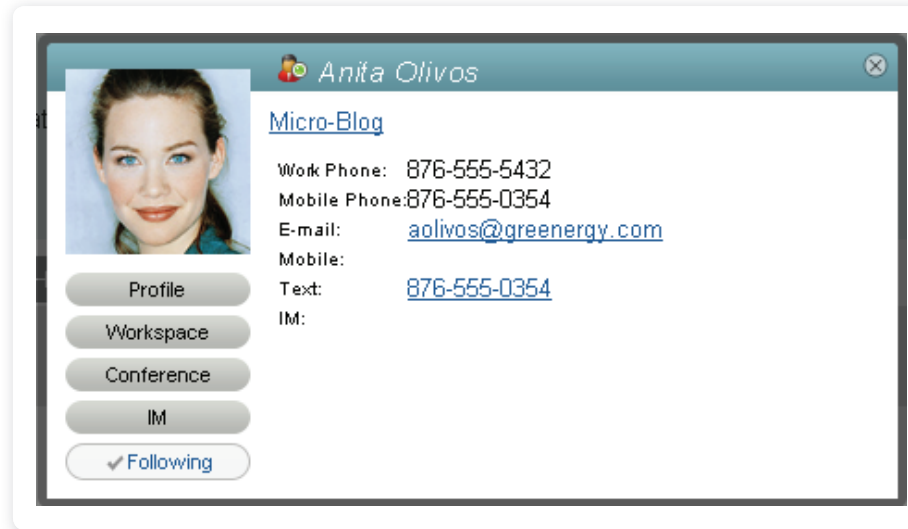 Anita Olivos
at
Micro-Blog
Work Phone: 876-555-5432
Mobile Phone:876-555-0354
E-mail: aolivos@greenergy.com
Mobile:
Text: 876-555-0354
IM:
Profile
Workspace
Conference
IM
Following